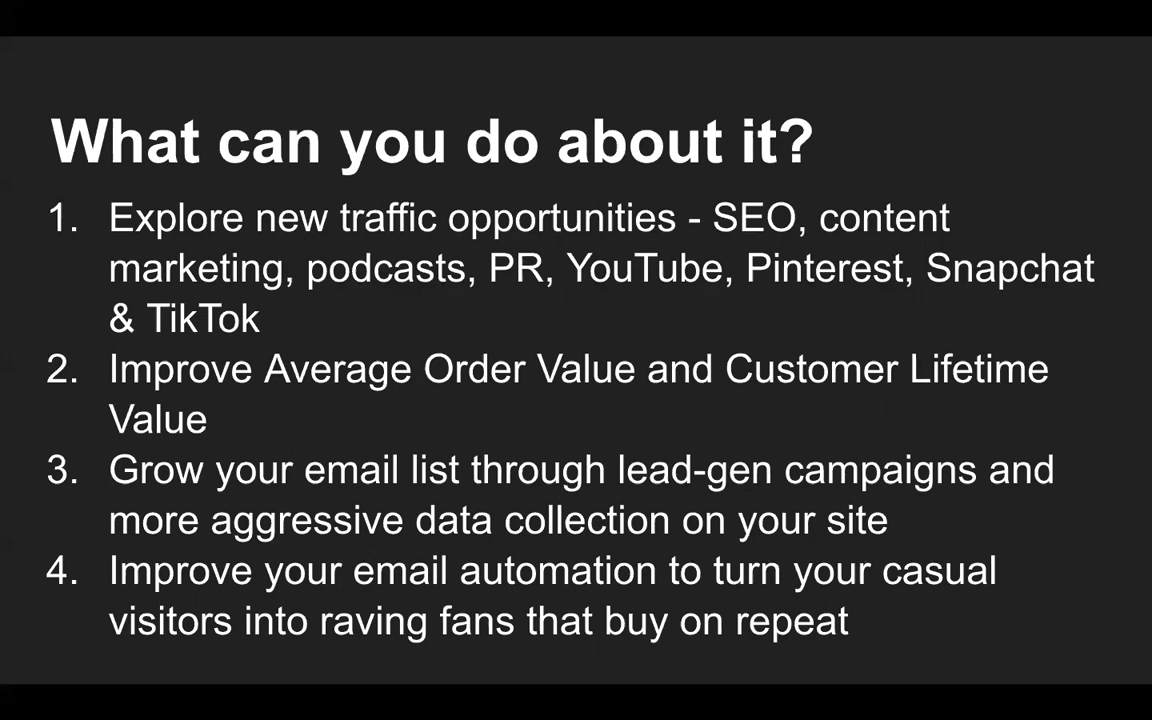 What can you do about it?
1. Explore new traffic opportunities - SEO, content
marketing, podcasts, PR, YouTube, Pinterest, Snapchat
& TikTok
2. Improve Average Order Value and Customer Lifetime
Value
3. Grow your email list through lead-gen campaigns and
more aggressive data collection on your site
4. Improve your email automation to turn your casual
visitors into raving fans that buy on repeat